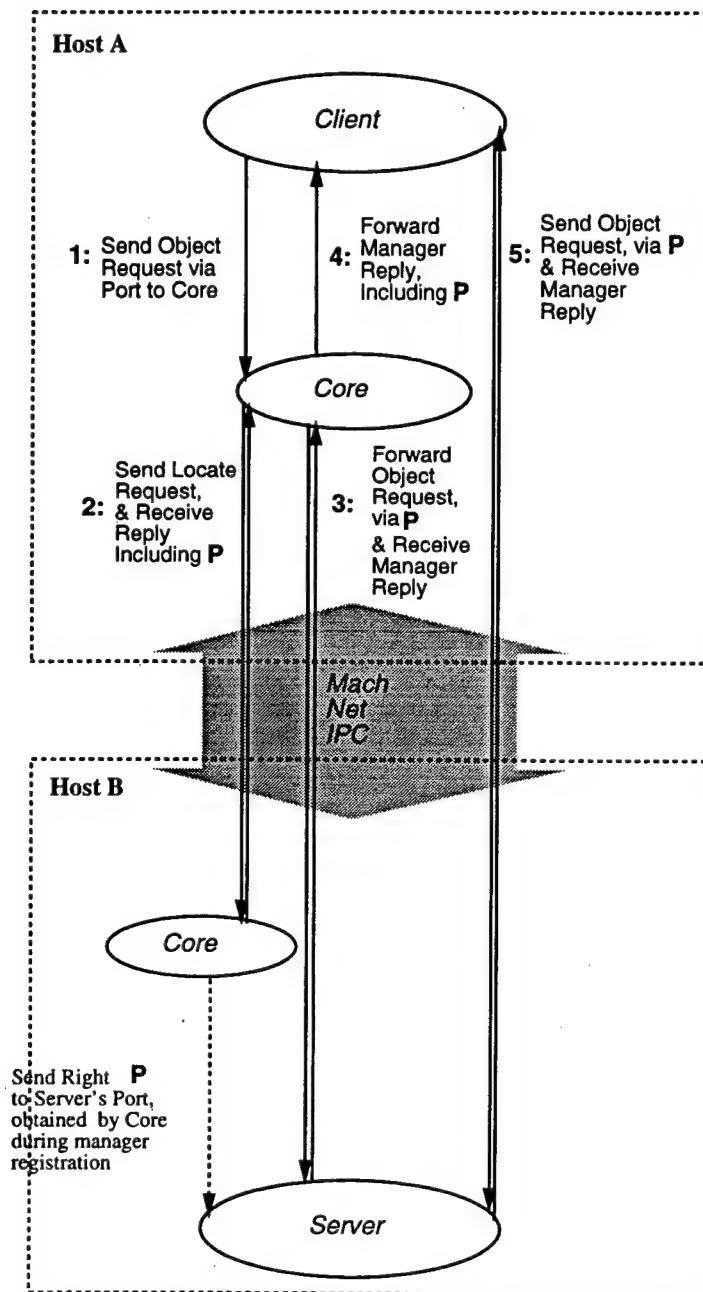 Host A
Client
1: Send Object
Request via
Port to Core
4: Forward
Manager
Reply,
Including P
5: Send Object
Request, via P
& Receive
Manager
Reply
Core
2: Send Locate
Request,
& Receive
Reply
Including P
3: Forward
Object
Request,
via P
& Receive
Manager
Reply
Mach
Net
IPC
Host B
Core
Send Right P
to Server's Port,
obtained by Core
during manager
registration
Server